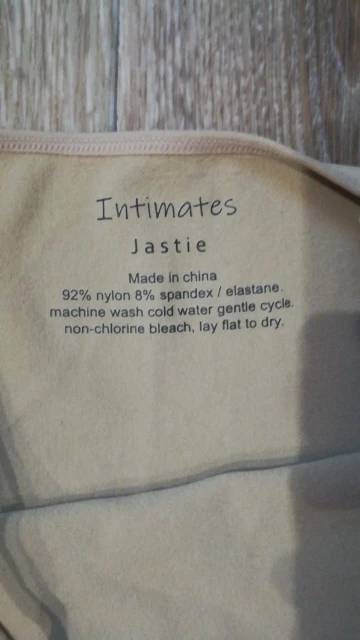 Intimates
Jastie
Made in china
92% nylon 8% spandex / elastane.
machine wash cold water gentle cycle.
non-chlorine bleach, lay flat to dry.